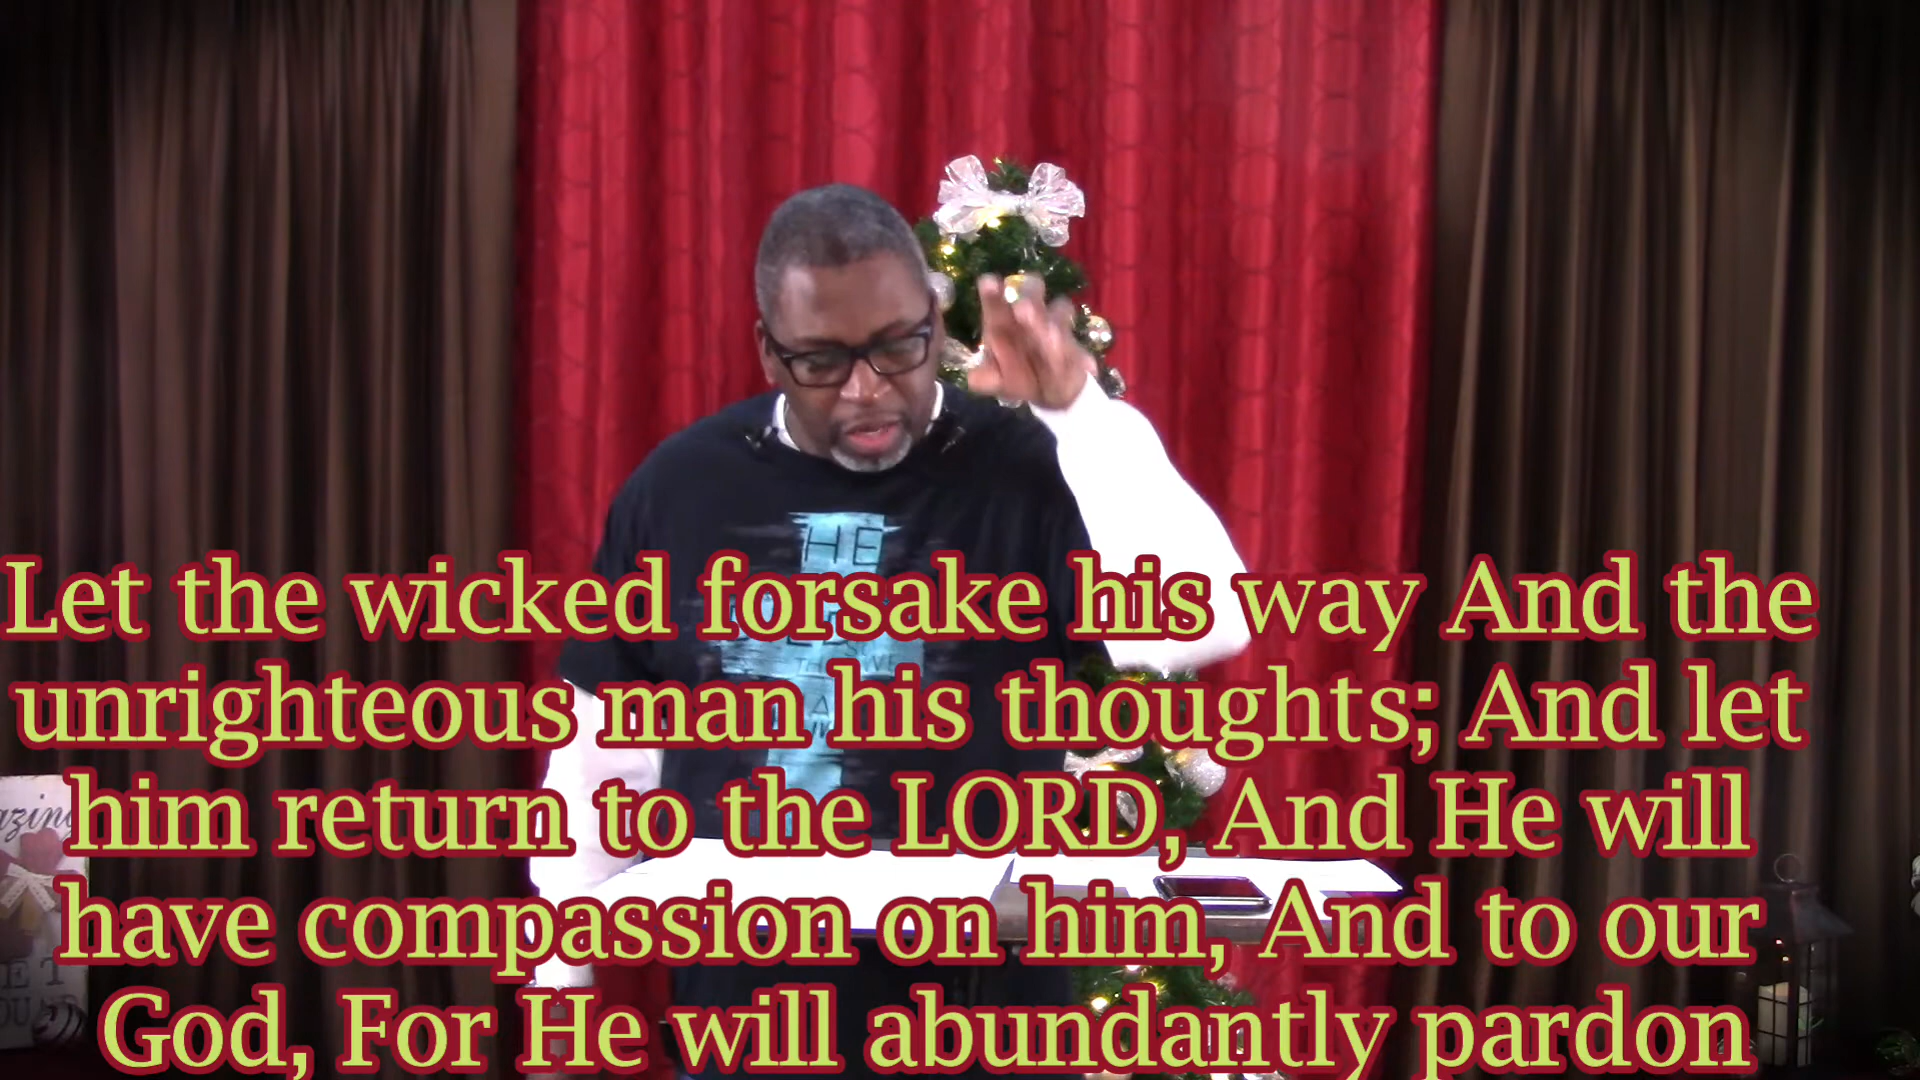 HE
Let the wicked forsake his way And the
unrighteous man his thoughts; And let
him return to the LORD, And He will
have compassion on him, And to our
God, For He will abundantly pardon